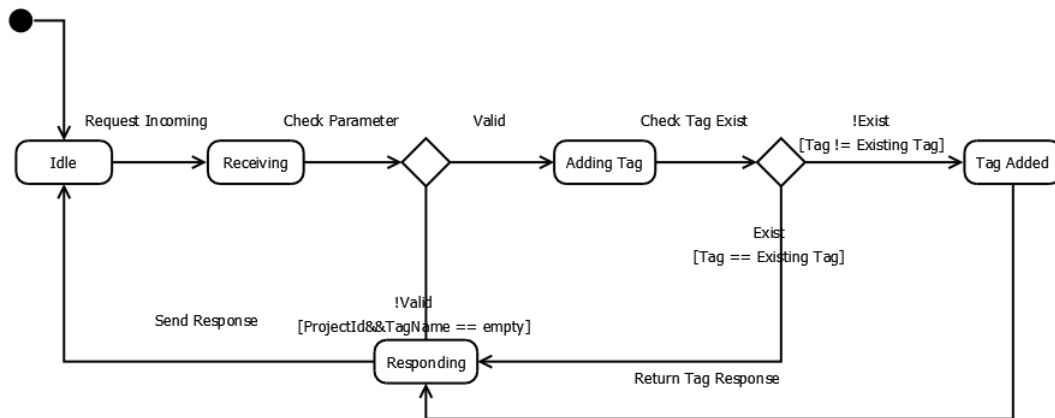 Request Incoming
Check Parameter
Valid
Check Tag Exist
!Exist
[Tag != Existing Tag]
Idle
Receiving
Adding Tag
Tag Added
Exist
[Tag == Existing Tag]
!Valid
[ProjectId&&TagName == empty]
Send Response
Responding
Return Tag Response